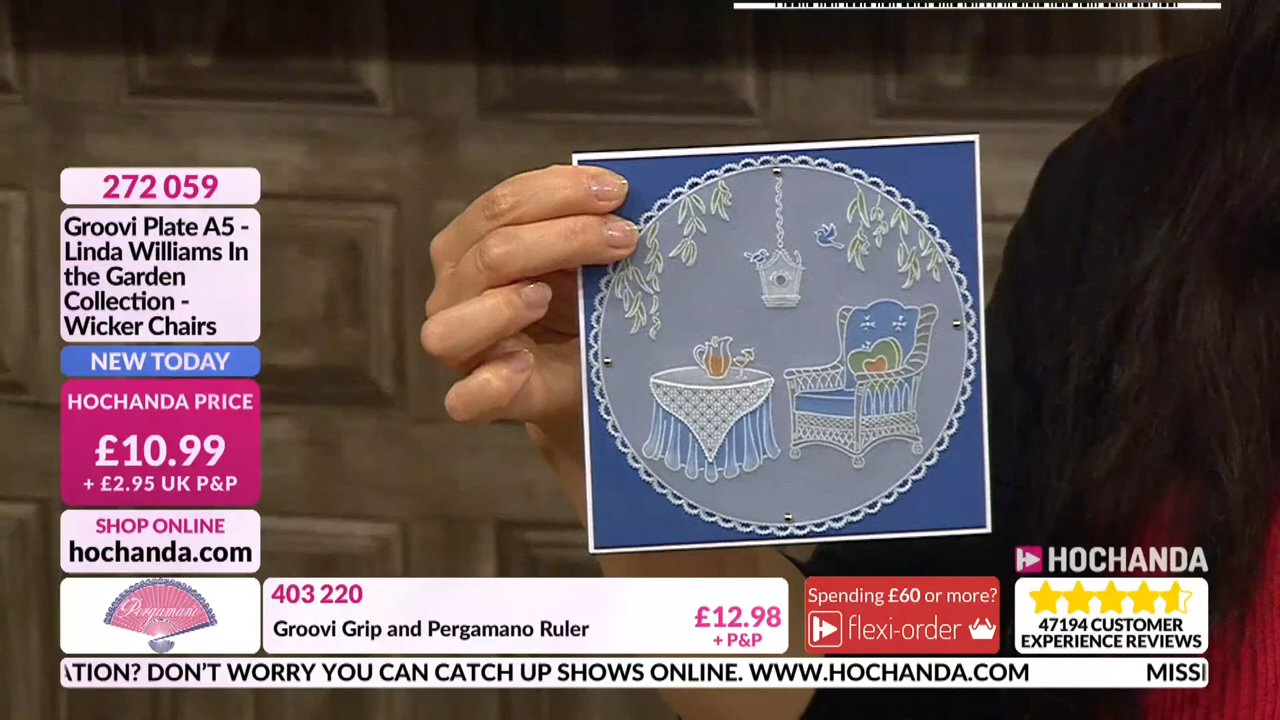 272 059
Groovi Plate A5 -
Linda Williams In
the Garden
Collection -
Wicker Chairs
NEW TODAY
HOCHANDA PRICE
£10.99
+ £2.95 UK P&P
SHOP ONLINE
hochanda.com
Pergamano
403 220
Groovi Grip and Pergamano Ruler
£12.98
+ P&P
Spending £60 or more?
flexi-order
HOCHANDA
47194 CUSTOMER
EXPERIENCE REVIEWS
ATION? DON'T WORRY YOU CAN CATCH UP SHOWS ONLINE. WWW.HOCHANDA.COM MISSI